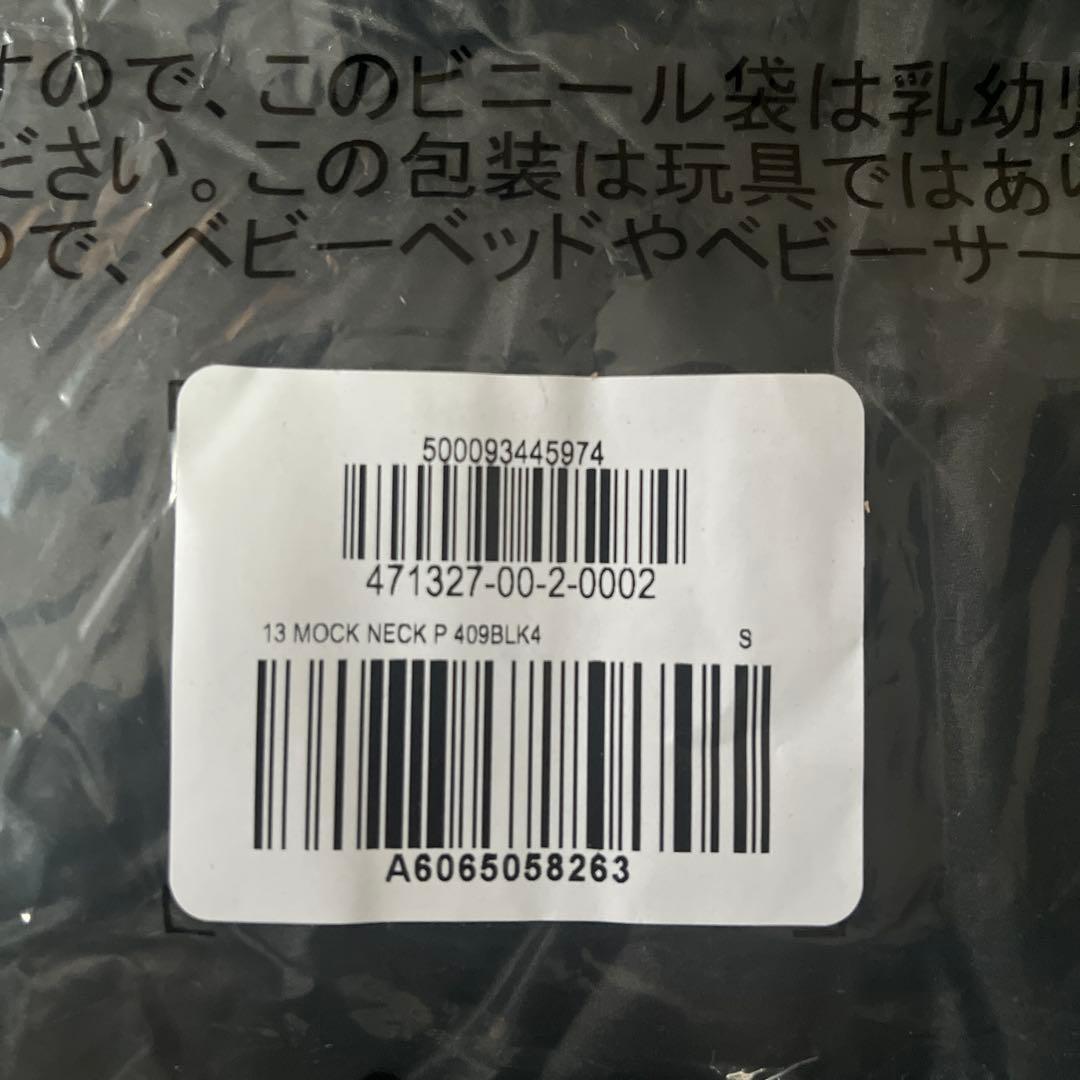 すので、このビニール袋は乳幼児
ださい。この包装は玩具ではあり
ので、ベビーベッドやベビーサー
500093445974
471327-00-2-0002
13 MOCK NECK P 409BLK4 S
A6065058263